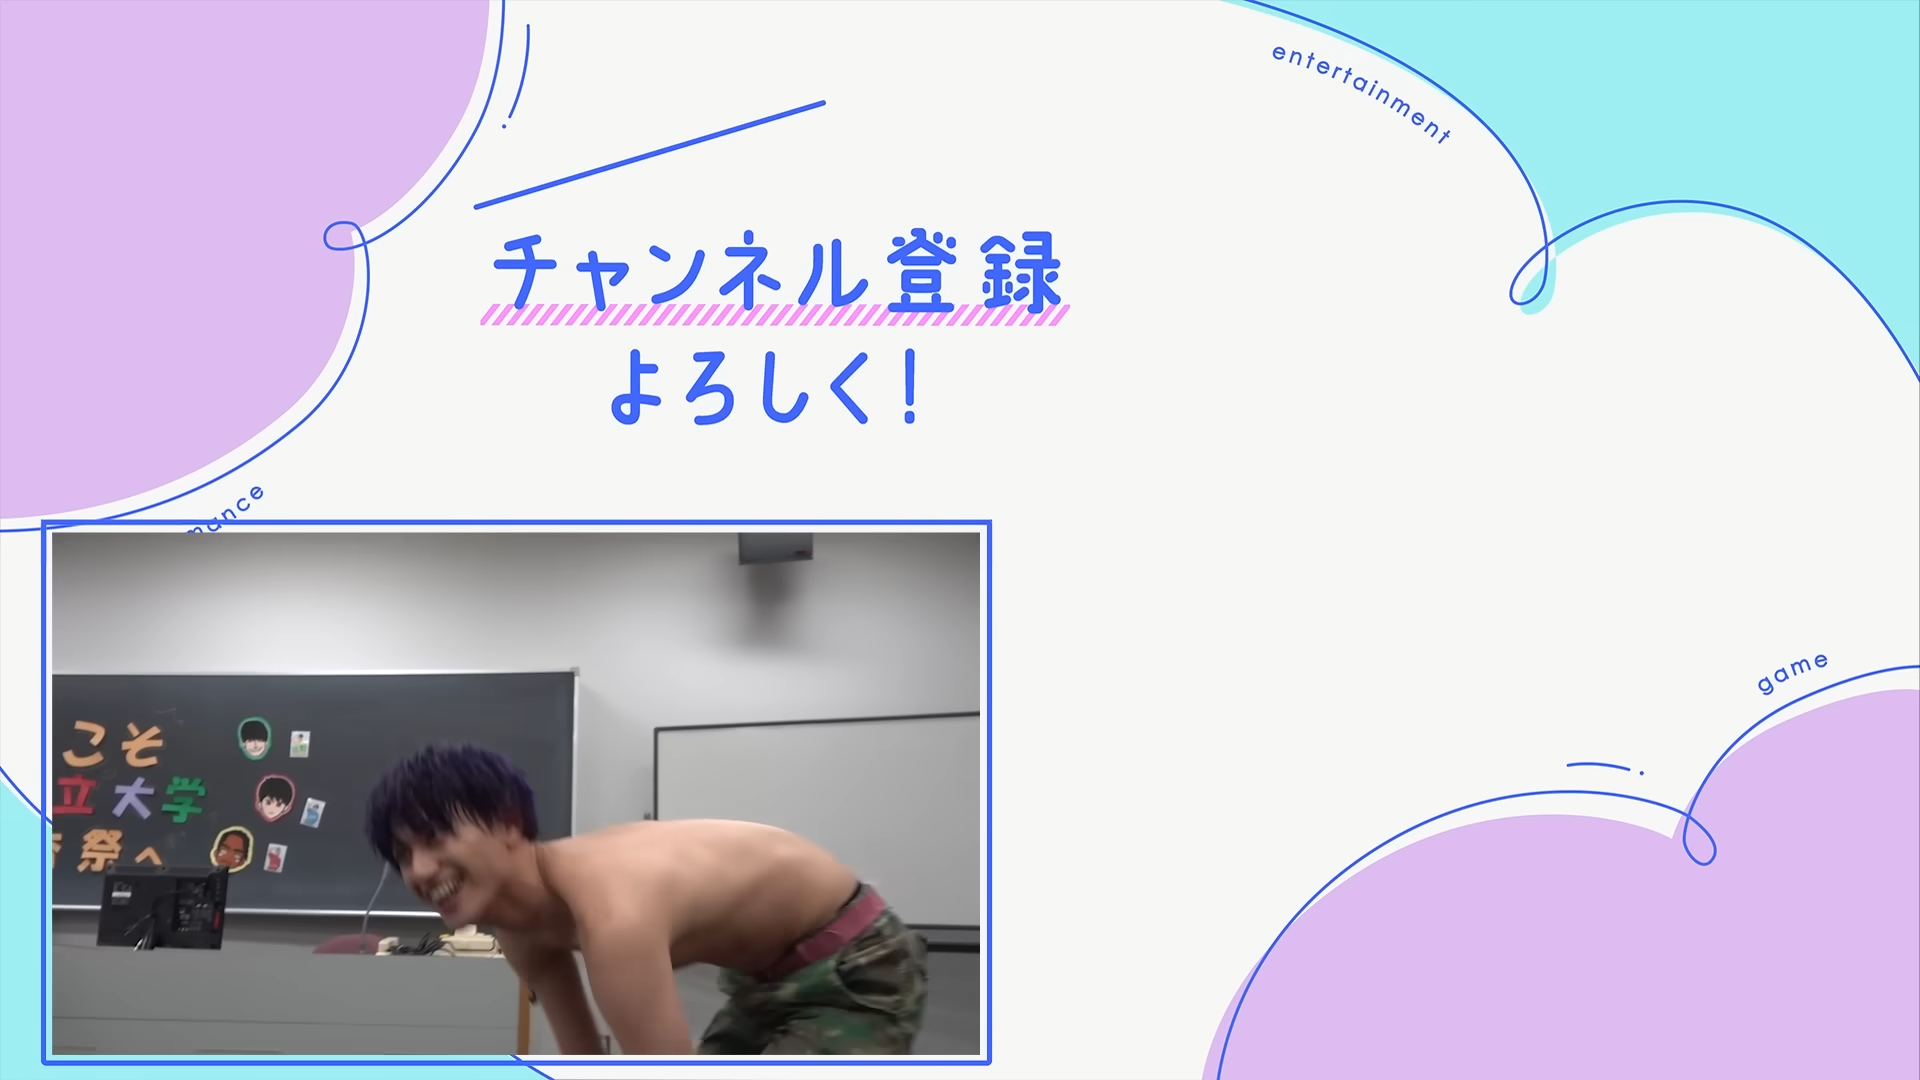 entertainment
チャンネル登録
よろしく!
mance
game
こそ
立大学
祭へ